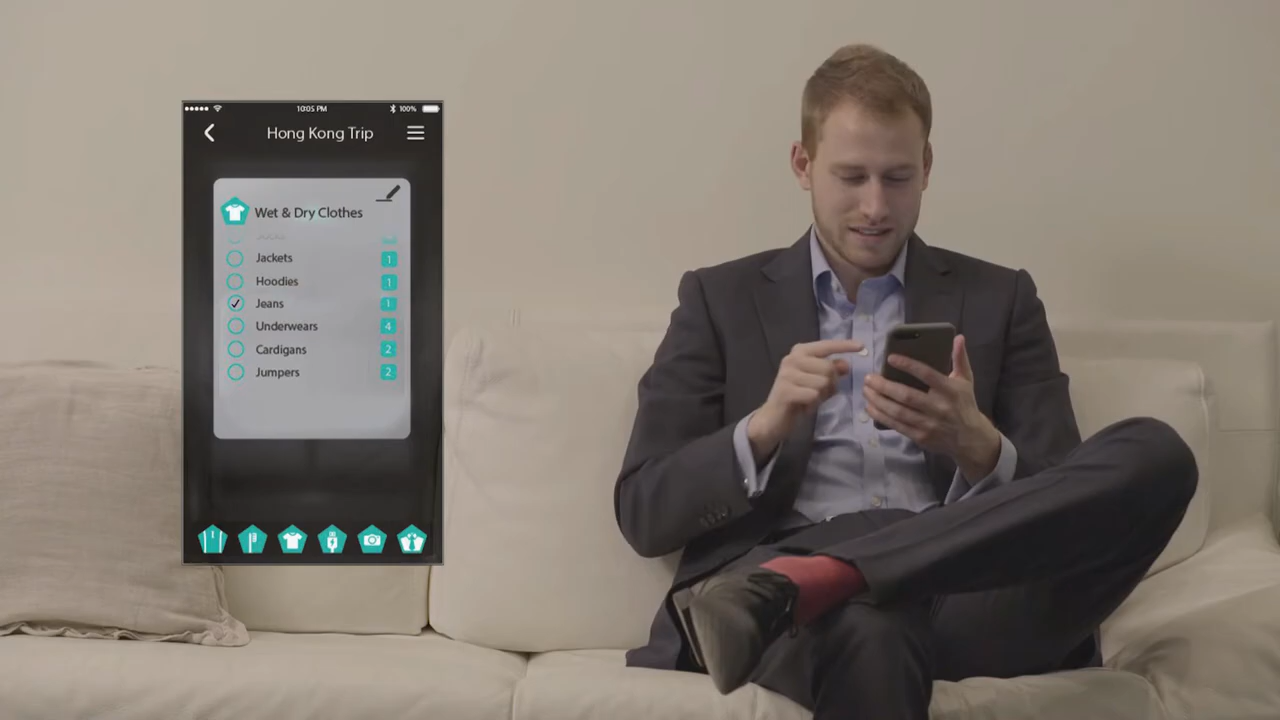 10:05 PM 100%
Hong Kong Trip
Wet & Dry Clothes
Jackets 1
Hoodies 1
Jeans 1
Underwears 4
Cardigans 2
Jumpers 2